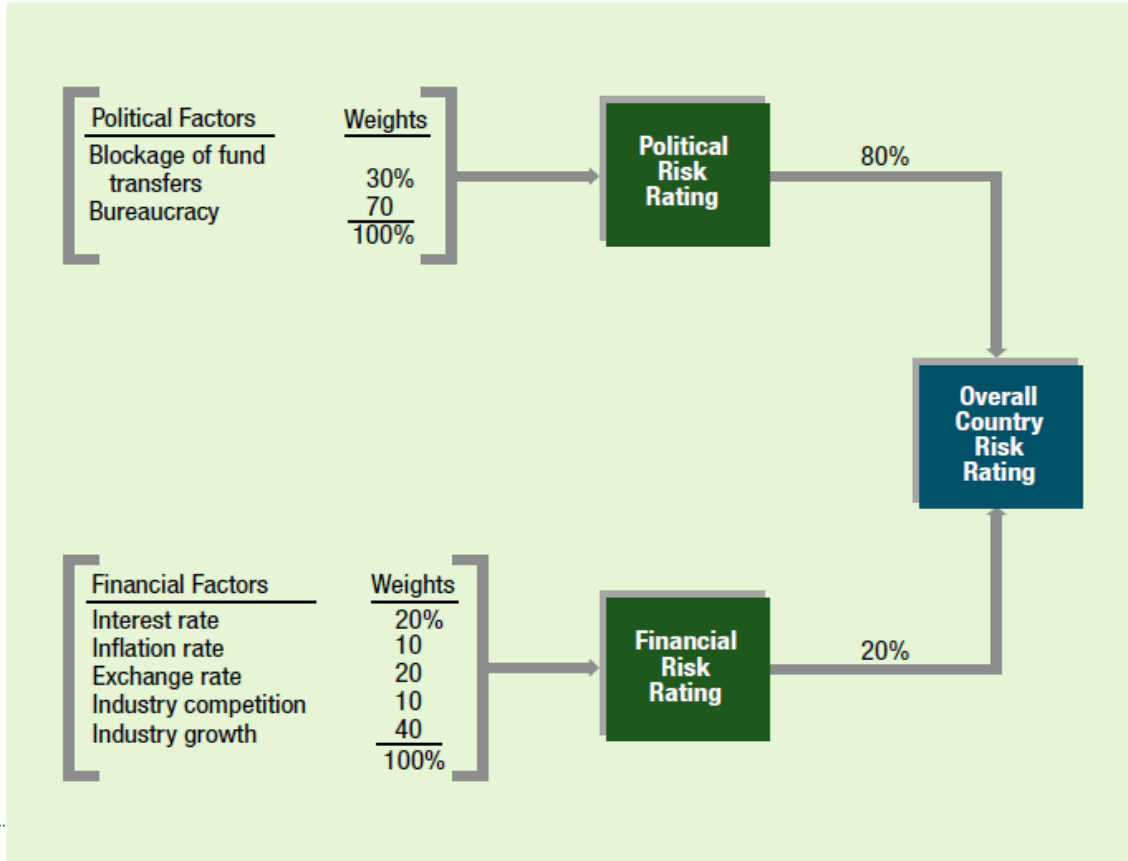 Political Factors Weights
Blockage of fund
transfers 30%
Bureaucracy 70
100%
Political
Risk
Rating
80%
Overall
Country
Risk
Rating
Financial Factors Weights
Interest rate 20%
Inflation rate 10
Exchange rate 20
Industry competition 10
Industry growth 40
100%
Financial
Risk
Rating
20%